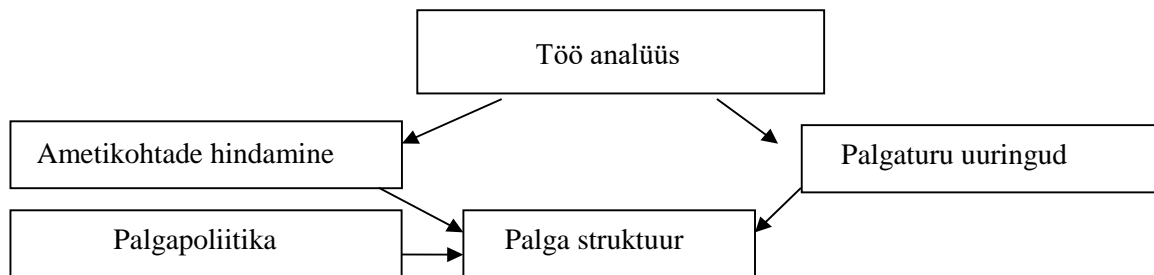 Töö analüüs
Ametikohtade hindamine
Palgaturu uuringud
Palgapoliitika
Palga struktuur